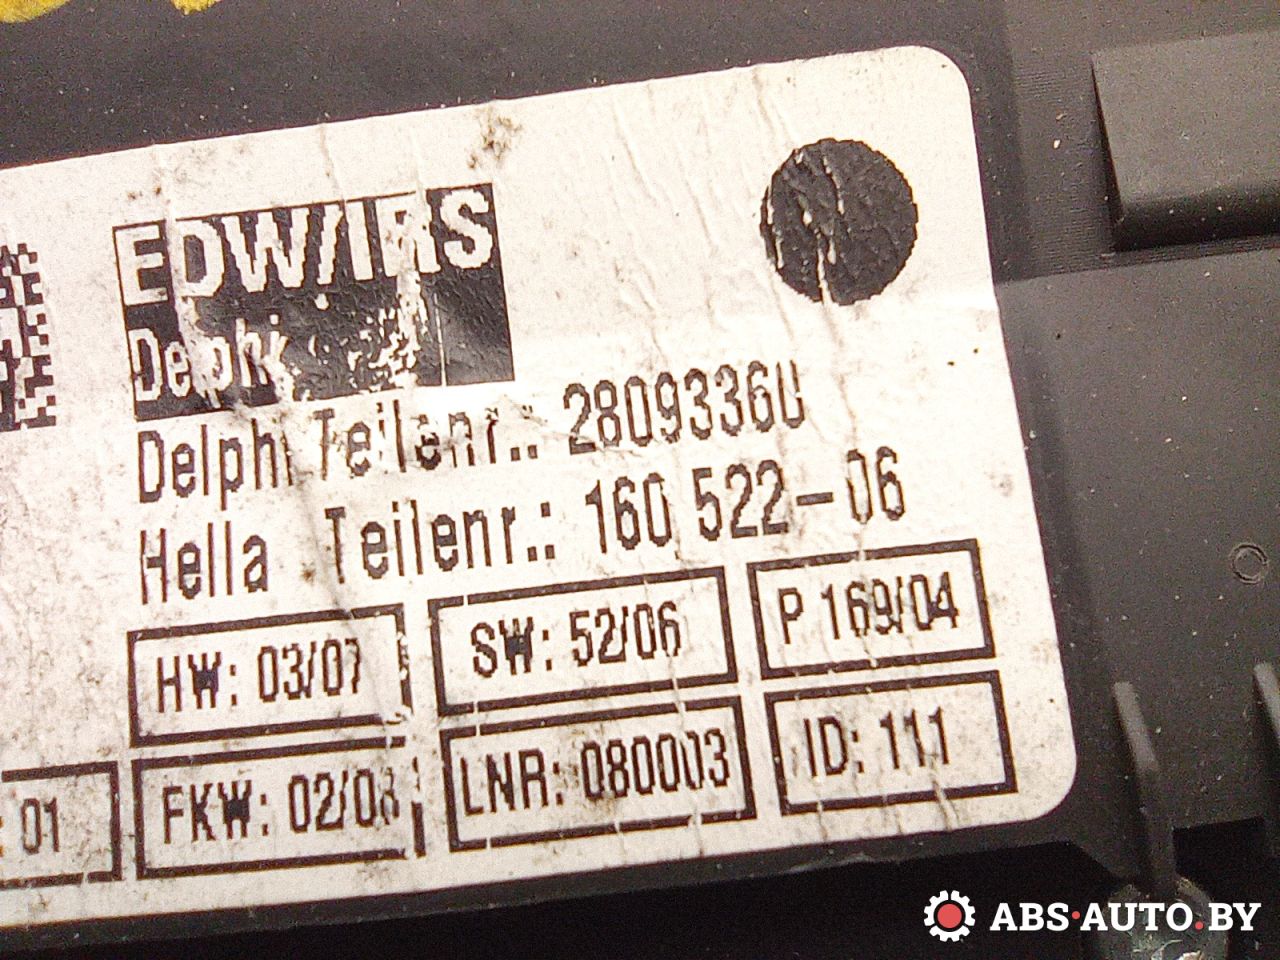 EDW/IRS
Delphi
Delphi Teilenr.: 28093360
Hella Teilenr.: 160 522-06
HW: 03/07
SW: 52/06
P 169/04
: 01
FKW: 02/08
LNR: 080003
ID: 111
ABS·AUTO.BY